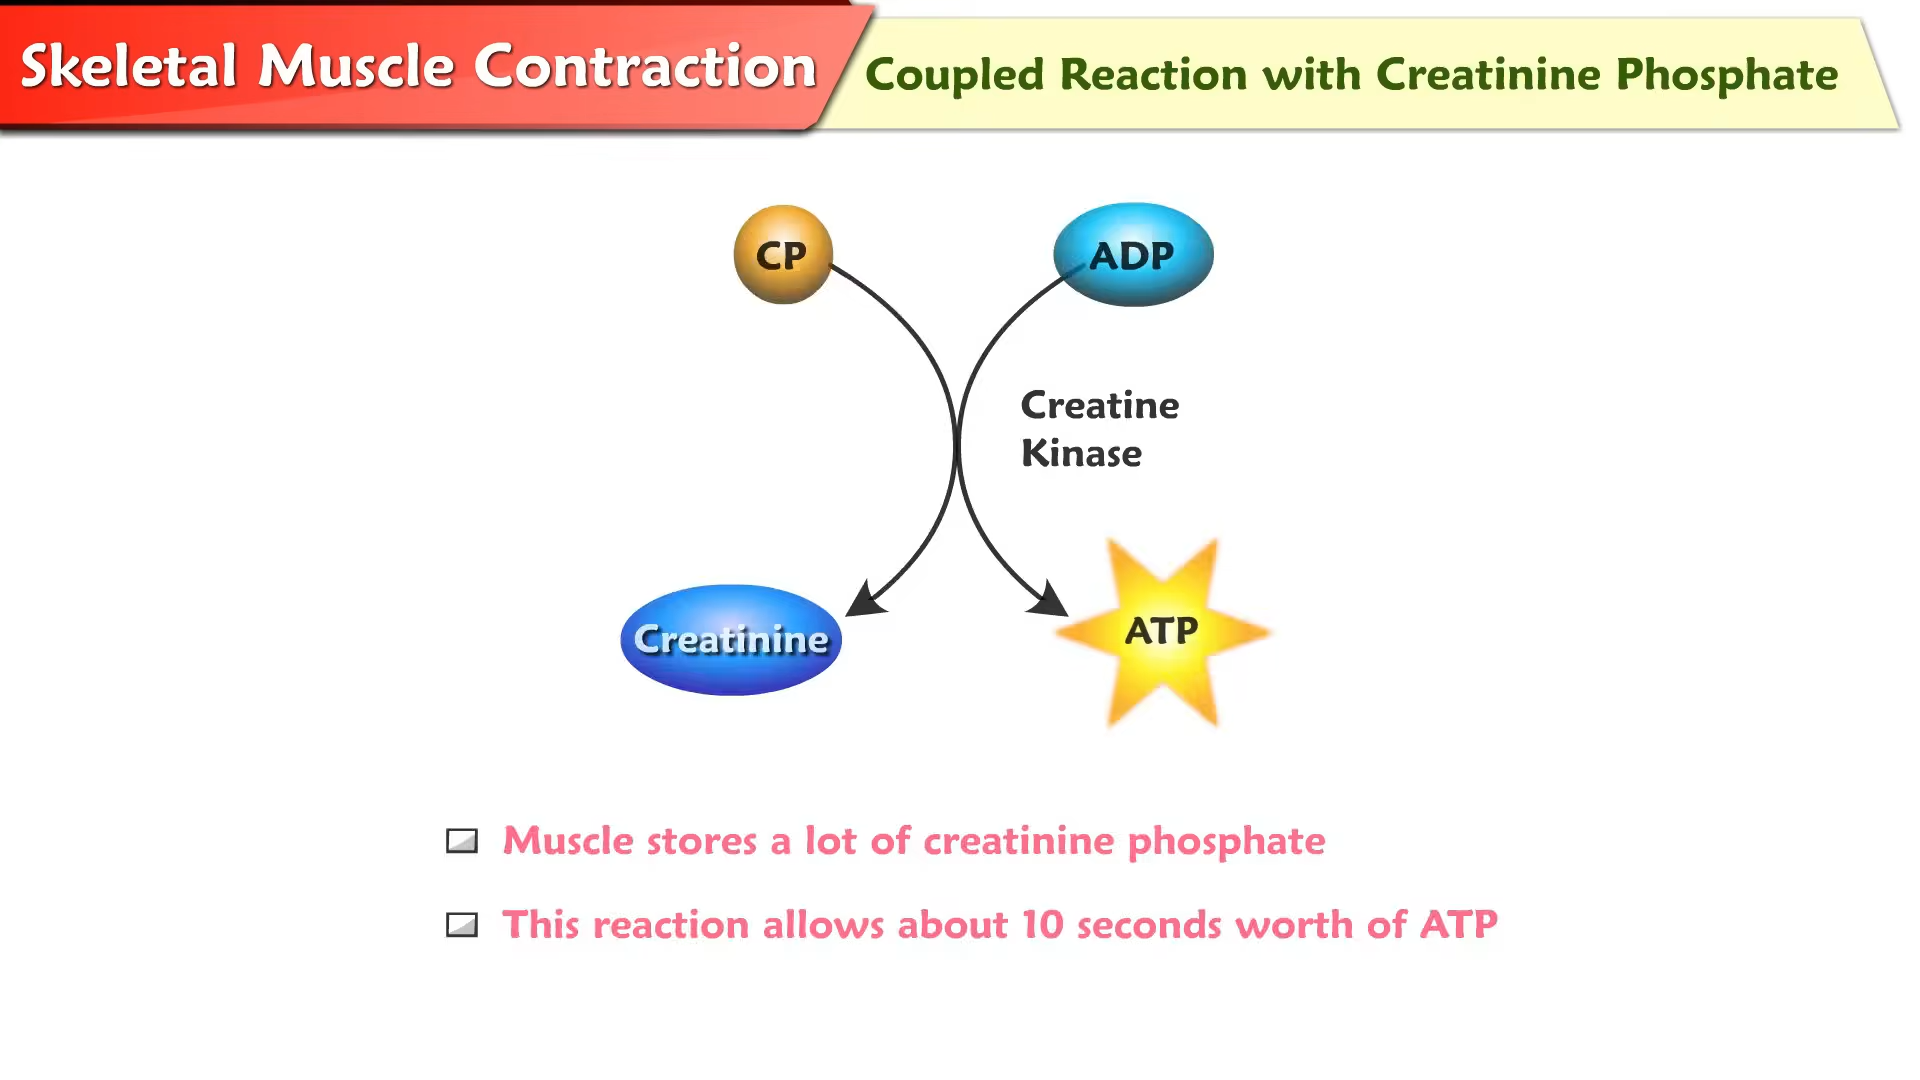 Skeletal Muscle Contraction
Coupled Reaction with Creatinine Phosphate
CP
ADP
Creatine
Kinase
Creatinine
ATP
Muscle stores a lot of creatinine phosphate
This reaction allows about 10 seconds worth of ATP